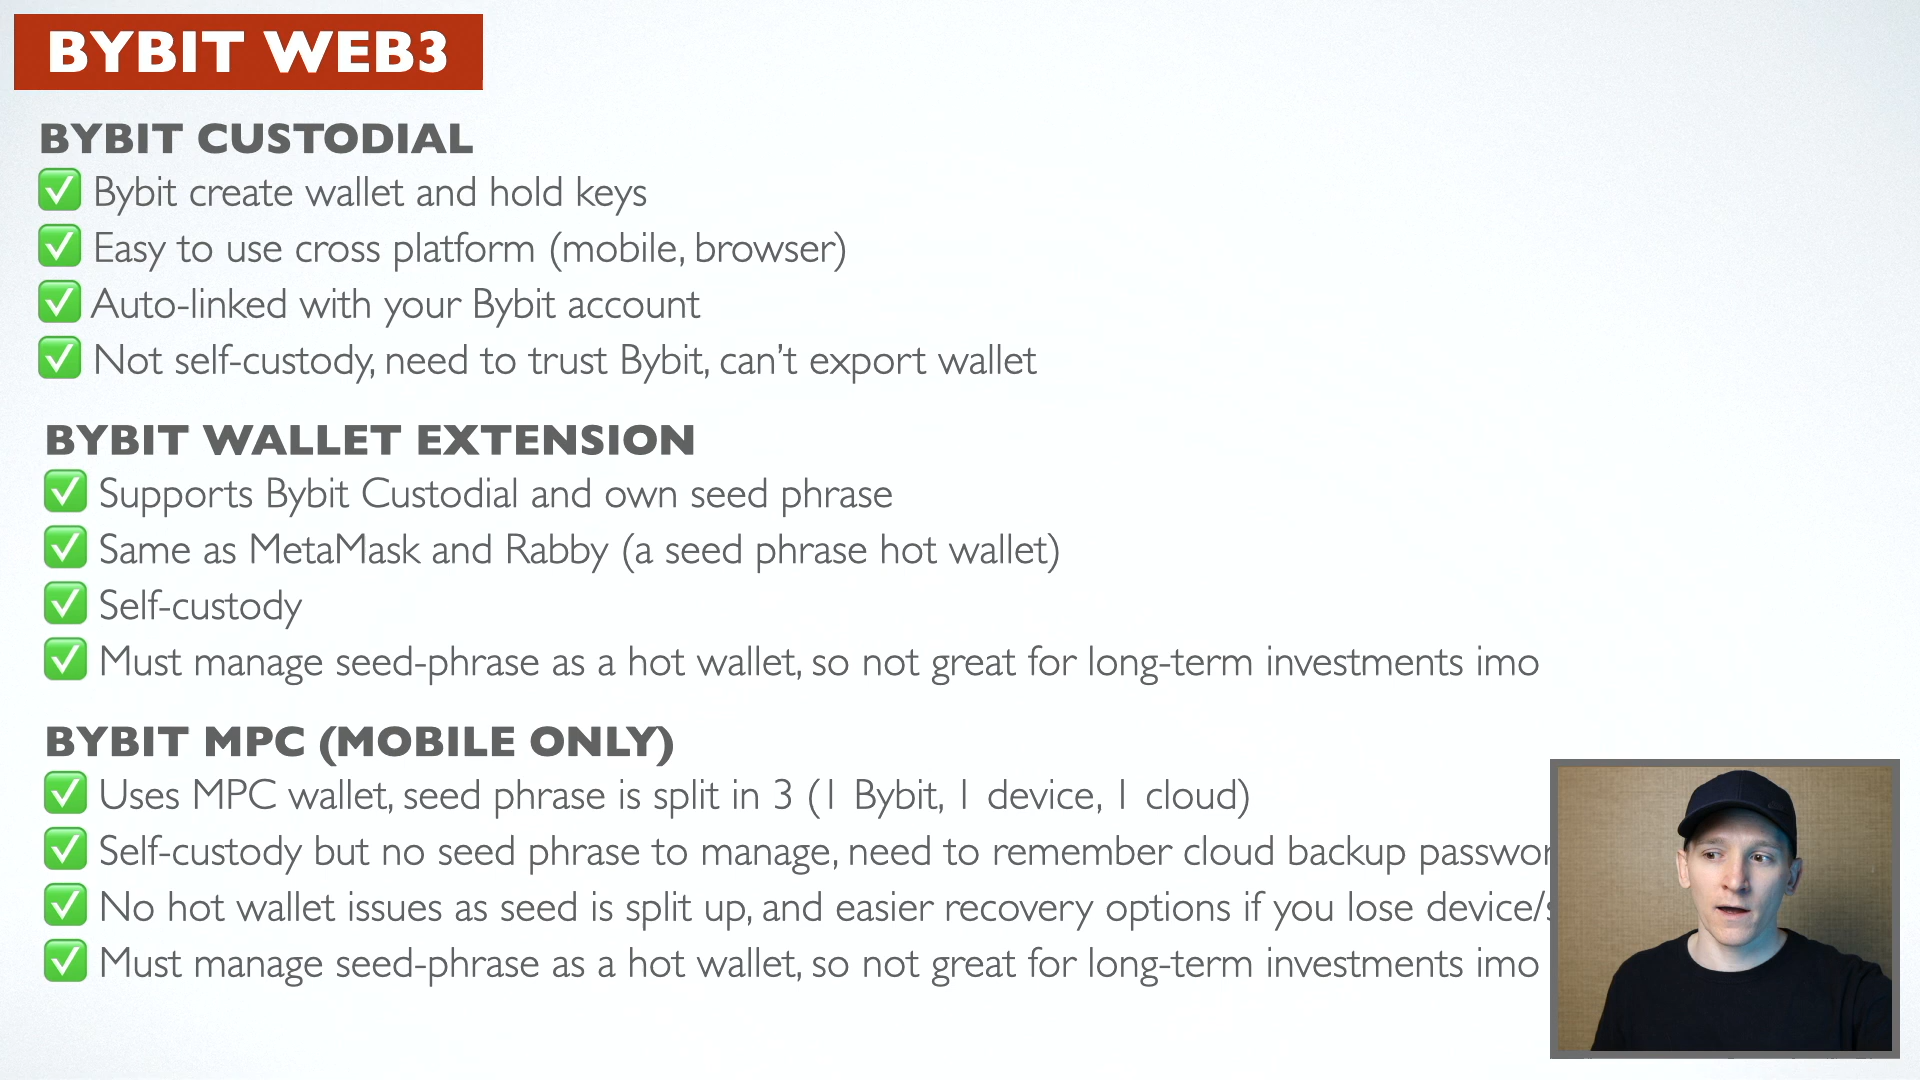 BYBIT WEB3
BYBIT CUSTODIAL
✅ Bybit create wallet and hold keys
✅ Easy to use cross platform (mobile, browser)
✅ Auto-linked with your Bybit account
✅ Not self-custody, need to trust Bybit, can’t export wallet
BYBIT WALLET EXTENSION
✅ Supports Bybit Custodial and own seed phrase
✅ Same as MetaMask and Rabby (a seed phrase hot wallet)
✅ Self-custody
✅ Must manage seed-phrase as a hot wallet, so not great for long-term investments imo
BYBIT MPC (MOBILE ONLY)
✅ Uses MPC wallet, seed phrase is split in 3 (1 Bybit, 1 device, 1 cloud)
✅ Self-custody but no seed phrase to manage, need to remember cloud backup
✅ No hot wallet issues as seed is split up, and easier recovery options if you lose device/
✅ Must manage seed-phrase as a hot wallet, so not great for long-term investments imo